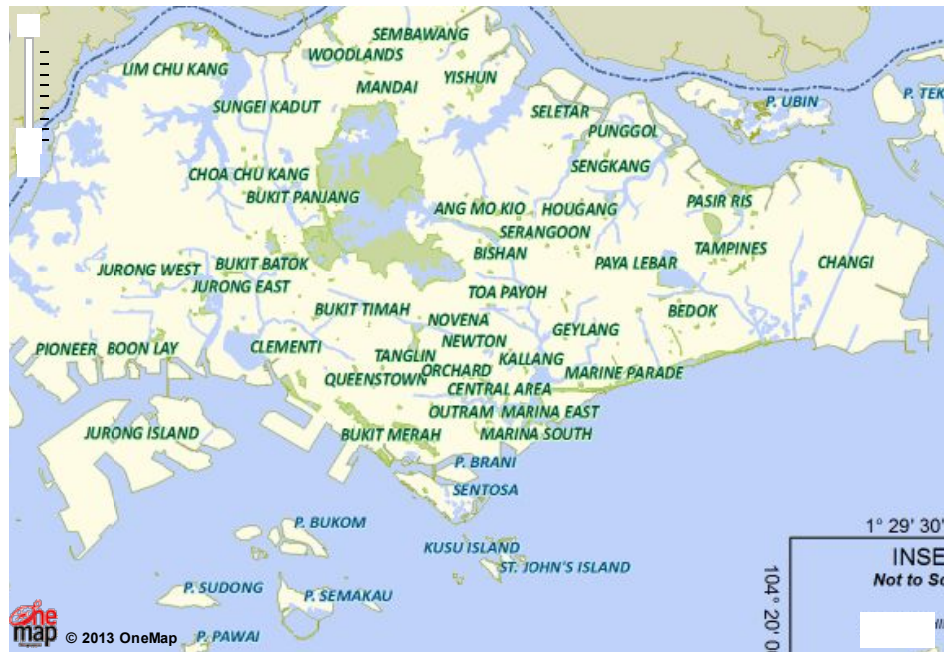 SEMBAWANG
WOODLANDS
LIM CHU KANG
YISHUN
MANDAI
P. UBIN
P. TEK
SUNGEI KADUT
SELETAR
PUNGGOL
SENGKANG
CHOA CHU KANG
BUKIT PANJANG
PASIR RIS
ANG MO KIO
HOUGANG
SERANGOON
TAMPINES
BISHAN
PAYA LEBAR
CHANGI
JURONG WEST
BUKIT BATOK
JURONG EAST
TOA PAYOH
BUKIT TIMAH
BEDOK
NOVENA
GEYLANG
NEWTON
PIONEER
BOON LAY
CLEMENTI
TANGLIN
KALLANG
ORCHARD
MARINE PARADE
QUEENSTOWN
CENTRAL AREA
OUTRAM
MARINA EAST
JURONG ISLAND
BUKIT MERAH
MARINA SOUTH
P. BRANI
SENTOSA
P. BUKOM
1° 29' 30'
KUSU ISLAND
INSE
ST. JOHN'S ISLAND
Not to Sc
104° 20' 0
P. SUDONG
P. SEMAKAU
One
map
© 2013 OneMap
P. PAWAI